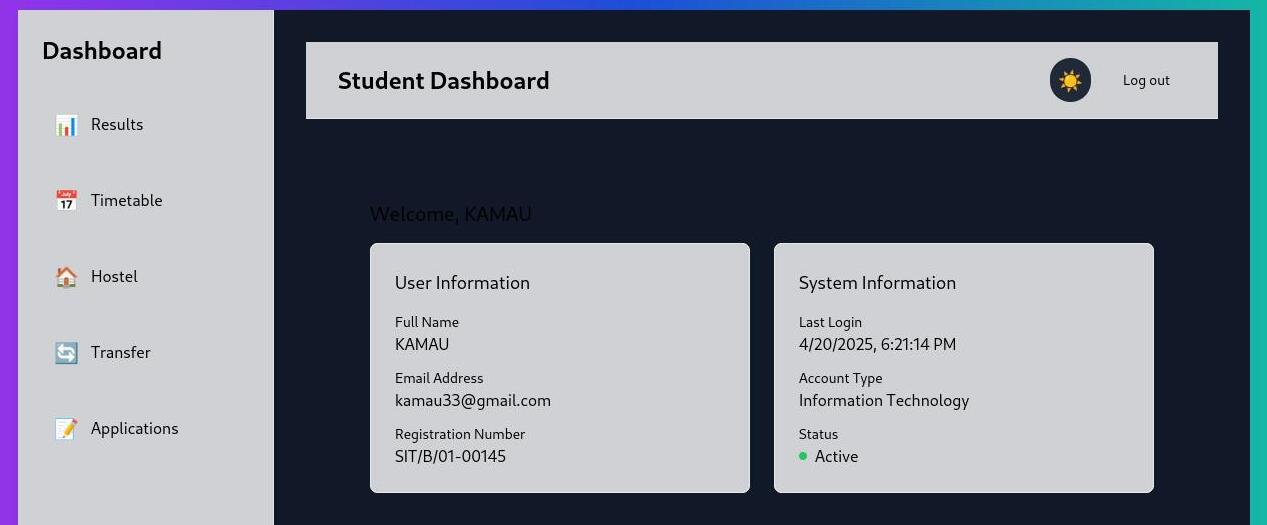 Dashboard
Results
Timetable
Hostel
Transfer
Applications
Student Dashboard
Log out
Welcome, KAMAU
User Information
Full Name
KAMAU
Email Address
kamau33@gmail.com
Registration Number
SIT/B/01-00145
System Information
Last Login
4/20/2025, 6:21:14 PM
Account Type
Information Technology
Status
Active